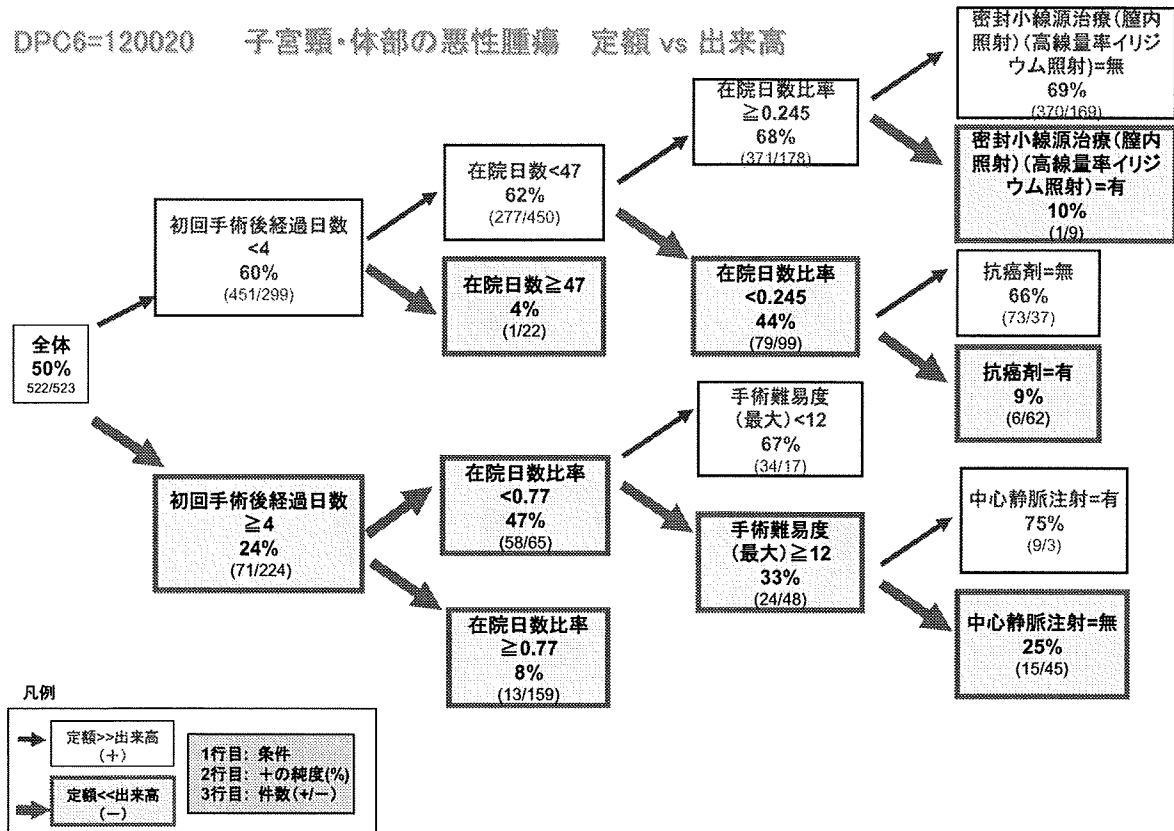 DPC6=120020　子宮頸・体部の悪性腫瘍　定額 vs 出来高
全体
50%
522/523
初回手術後経過日数
<4
60%
(451/299)
初回手術後経過日数
≧4
24%
(71/224)
在院日数<47
62%
(277/450)
在院日数≧47
4%
(1/22)
在院日数比率
<0.77
47%
(58/65)
在院日数比率
≧0.77
8%
(13/159)
在院日数比率
≧0.245
68%
(371/178)
在院日数比率
<0.245
44%
(79/99)
手術難易度
(最大)<12
67%
(34/17)
手術難易度
(最大)≧12
33%
(24/48)
密封小線源治療(膣内
照射)(高線量率イリジ
ウム照射)=無
69%
(370/169)
密封小線源治療(膣内
照射)(高線量率イリジ
ウム照射)=有
10%
(1/9)
抗癌剤=無
66%
(73/37)
抗癌剤=有
9%
(6/62)
中心静脈注射=有
75%
(9/3)
中心静脈注射=無
25%
(15/45)
凡例
定額>>出来高
(+)
定額<<出来高
(−)
1行目: 条件
2行目: +の純度(%)
3行目: 件数(+/−)